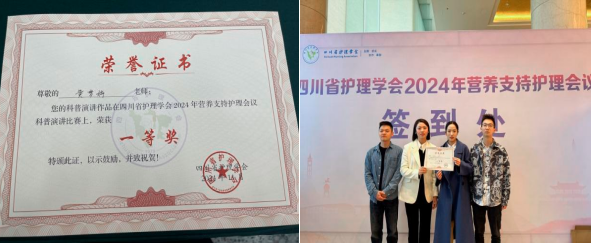 荣誉证书
尊敬的 老师:
您的科普演讲作品在四川省护理学会2024年营养支持护理会议
科普演讲比赛上，荣获
一等奖
特颁此证，以示鼓励，并致祝贺!
四川省护理学会
四川省护理学会2024年营养支持护理会议
签到处